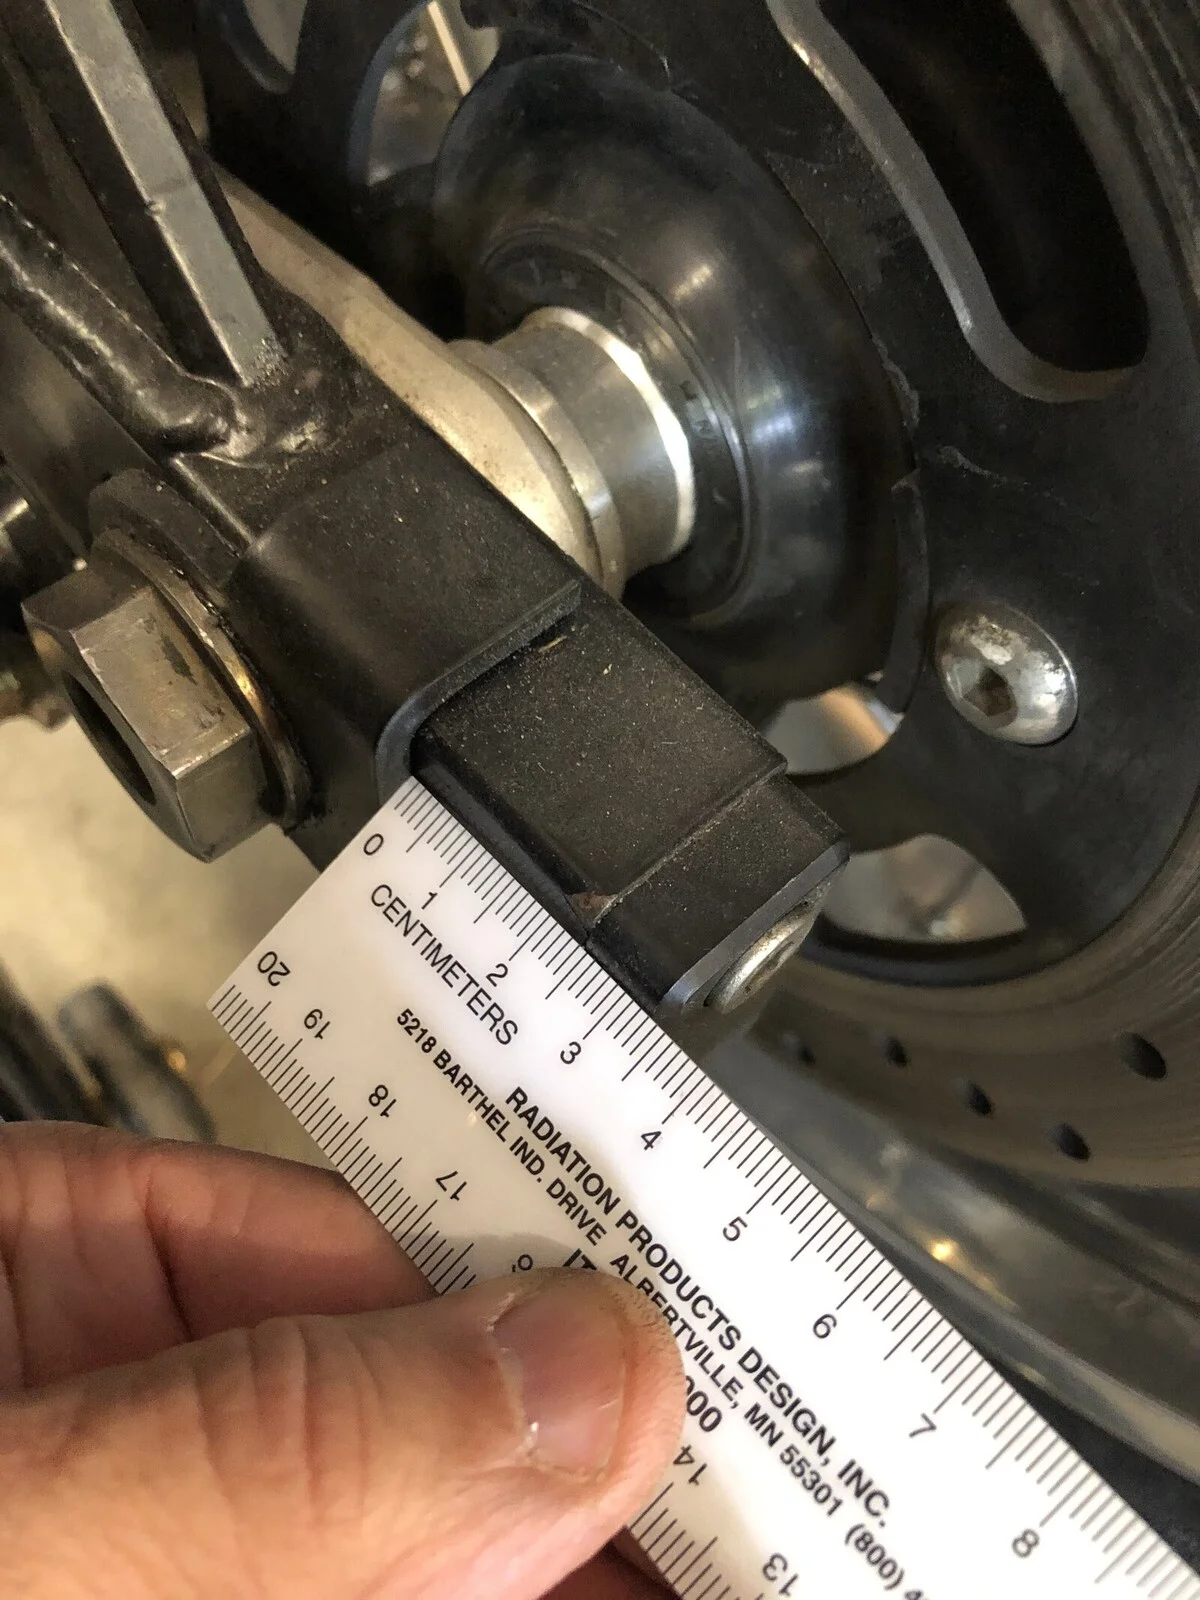 0 1 2 3 4 5 6 7 8
CENTIMETERS
RADIATION PRODUCTS DESIGN, INC.
5218 BARTHEL IND. DRIVE ALBERTVILLE, MN 55301 (800)
20 19 18 17 14 13